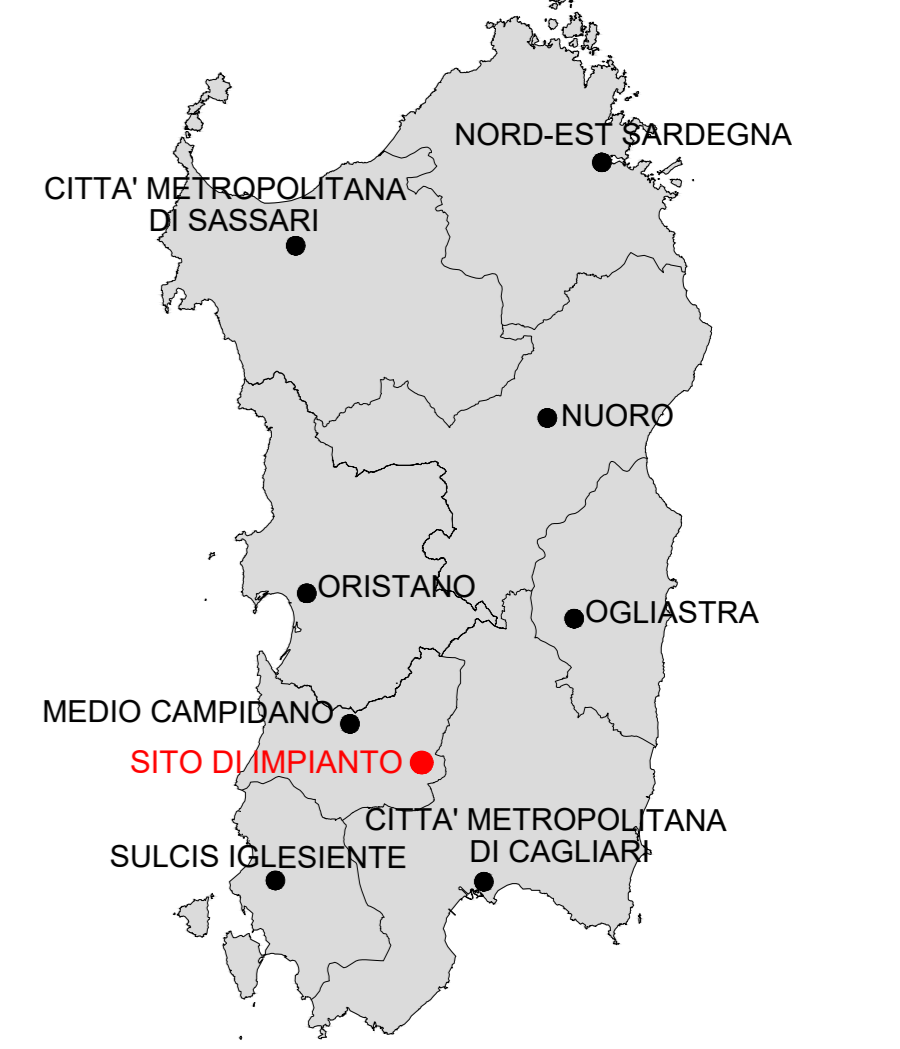 NORD-EST SARDEGNA
CITTA' METROPOLITANA
DI SASSARI
NUORO
ORISTANO
OGLIASTRA
MEDIO CAMPIDANO
SITO DI IMPIANTO
CITTA' METROPOLITANA
DI CAGLIARI
SULCIS IGLESIENTE